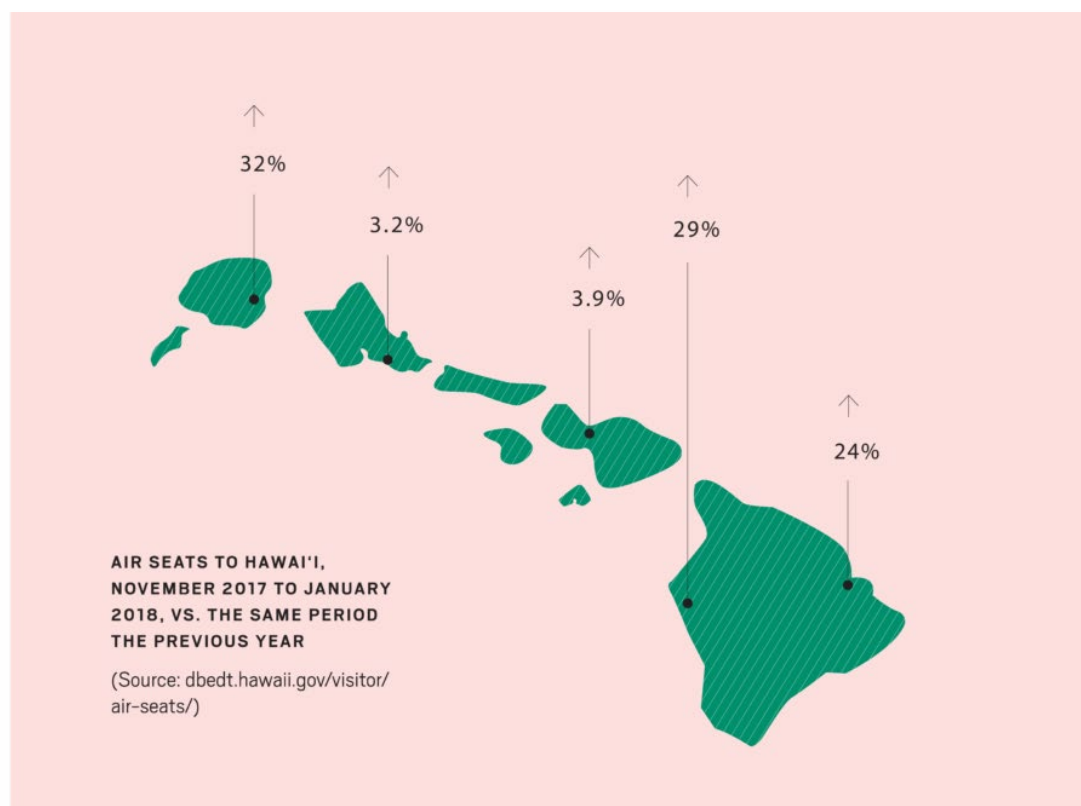 32%
3.2%
29%
3.9%
24%
AIR SEATS TO HAWAI‘I,
NOVEMBER 2017 TO JANUARY
2018, VS. THE SAME PERIOD
THE PREVIOUS YEAR
(Source: dbedt.hawaii.gov/visitor/
air-seats/)